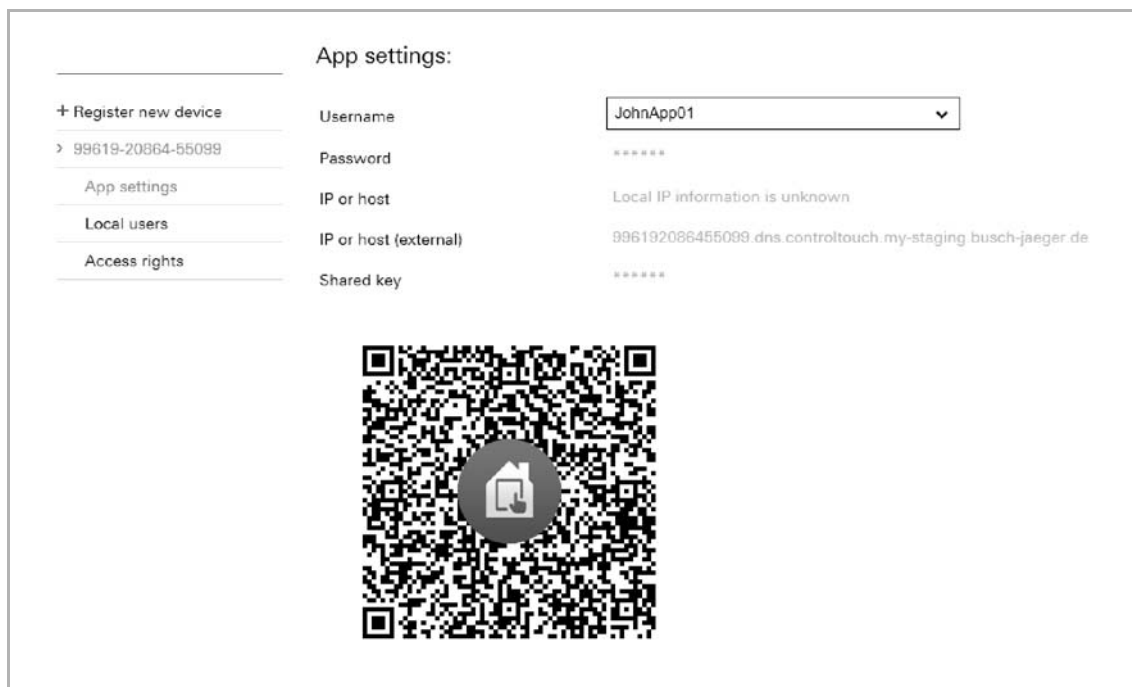 App settings:
+ Register new device
> 99619-20864-55099
App settings
Local users
Access rights
Username JohnApp01
Password ******
IP or host Local IP information is unknown
IP or host (external) 996192086455099.dns.controltouch.my-staging.busch-jaeger.de
Shared key ******